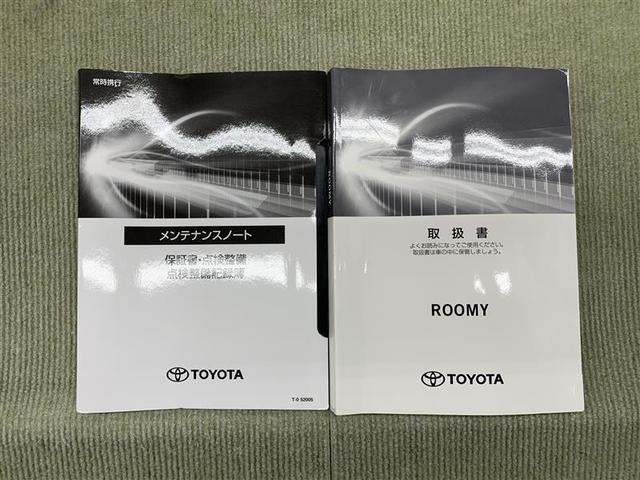 常時携行
メンテナンスノート
保証書・点検整備
点検整備記録簿
TOYOTA
T-0 52005
ROOMY
取扱書
よくお読みになってご使用ください。
取扱書は車の中に保管しましょう。
ROOMY
TOYOTA